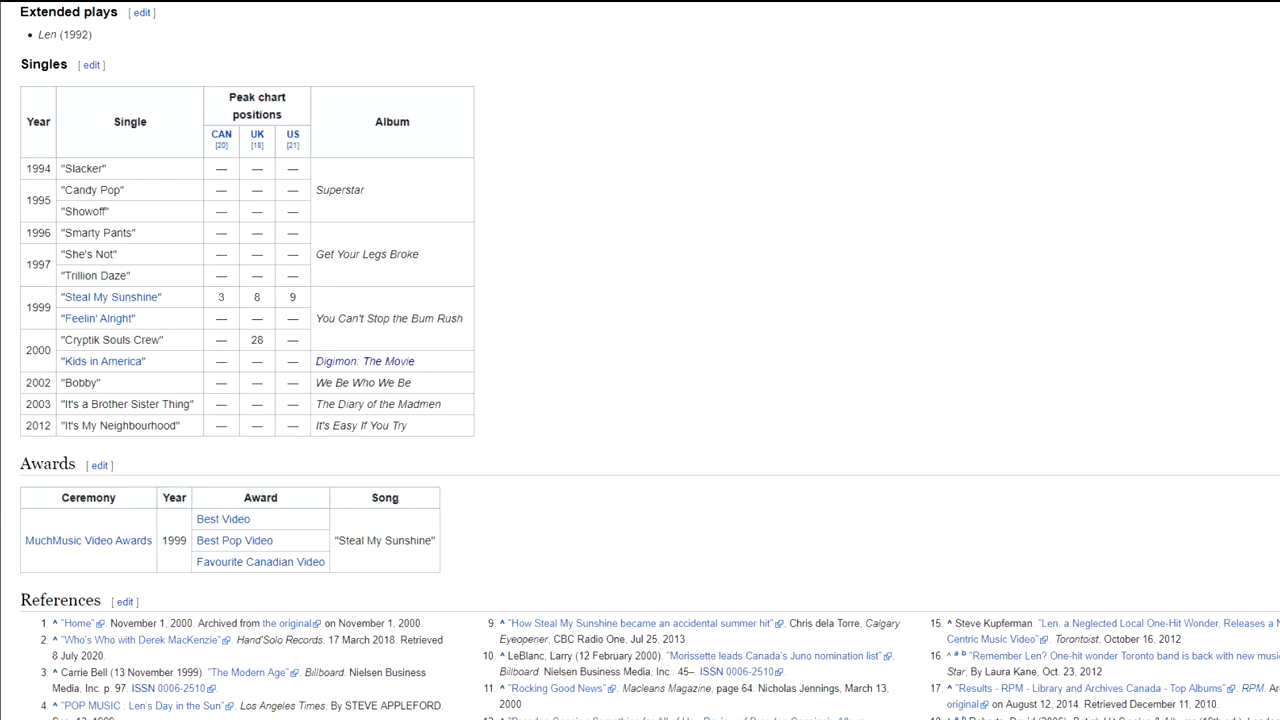 Extended plays [ edit ]
• Len (1992)
Singles [ edit ]
Year Single Peak chart positions Album
CAN [20] UK [18] US [21]
1994 "Slacker" — — — Superstar
1995 "Candy Pop" — — —
"Showoff" — — —
1996 "Smarty Pants" — — — Get Your Legs Broke
1997 "She's Not" — — —
"Trillion Daze" — — —
1999 "Steal My Sunshine" 3 8 9 You Can't Stop the Bum Rush
"Feelin' Alright" — — —
2000 "Cryptik Souls Crew" — 28 —
"Kids in America" — — — Digimon: The Movie
2002 "Bobby" — — — We Be Who We Be
2003 "It's a Brother Sister Thing" — — — The Diary of the Madmen
2012 "It's My Neighbourhood" — — — It's Easy If You Try
Awards [ edit ]
Ceremony Year Award Song
MuchMusic Video Awards 1999 Best Video "Steal My Sunshine"
Best Pop Video
Favourite Canadian Video
References [ edit ]
1. ^ "Home". November 1, 2000. Archived from the original on November 1, 2000.
2. ^ "Who's Who with Derek MacKenzie". Hand'Solo Records. 17 March 2018. Retrieved
8 July 2020.
3. ^ Carrie Bell (13 November 1999). "The Modern Age". Billboard. Nielsen Business
Media, Inc. p. 97. ISSN 0006-2510.
4. ^ "POP MUSIC : Len's Day in the Sun". Los Angeles Times, By STEVE APPLEFORD.
9. ^ "How Steal My Sunshine became an accidental summer hit". Chris dela Torre, Calgary
Eyeopener, CBC Radio One, Jul 25, 2013
10. ^ LeBlanc, Larry (12 February 2000). "Morissette leads Canada's Juno nomination list".
Billboard. Nielsen Business Media, Inc.: 45–. ISSN 0006-2510.
11. ^ "Rocking Good News". Macleans Magazine, page 64. Nicholas Jennings, March 13,
2000
15. ^ Steve Kupferman. "Len, a Neglected Local One-Hit Wonder, Releases a
Centric Music Video". Torontoist, October 16, 2012
16. ^ a b "Remember Len? One-hit wonder Toronto band is back with new
Star. By Laura Kane, Oct. 23, 2012
17. ^ "Results - RPM - Library and Archives Canada - Top Albums". RPM.
original on August 12, 2014. Retrieved December 11, 2010.